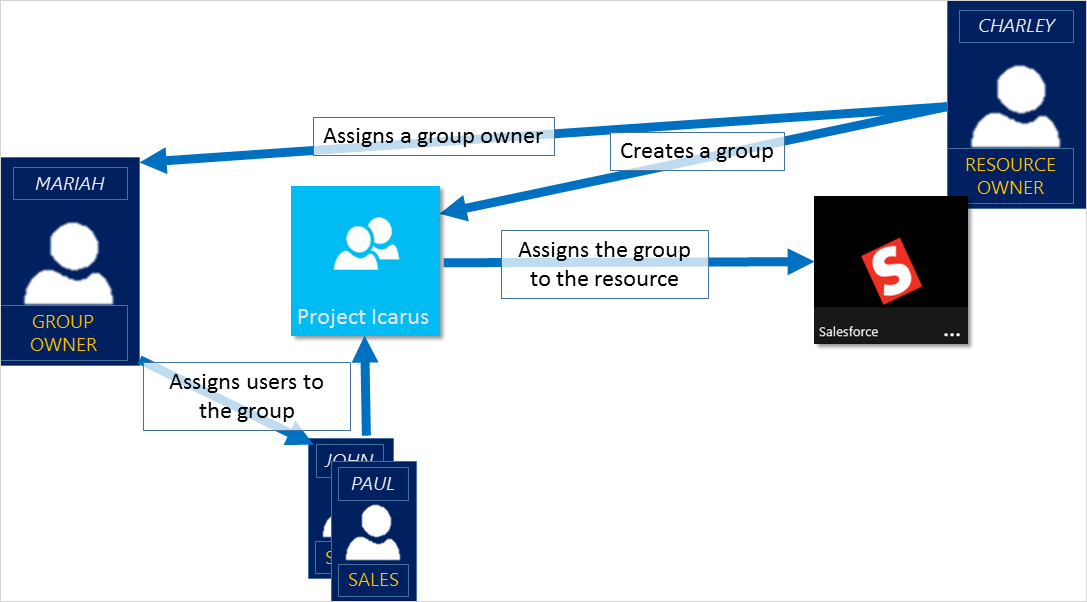 CHARLEY
RESOURCE
OWNER
Assigns a group owner
Creates a group
MARIAH
GROUP
OWNER
Project Icarus
Assigns the group
to the resource
S
Salesforce
...
Assigns users to
the group
JOHN
S
PAUL
SALES